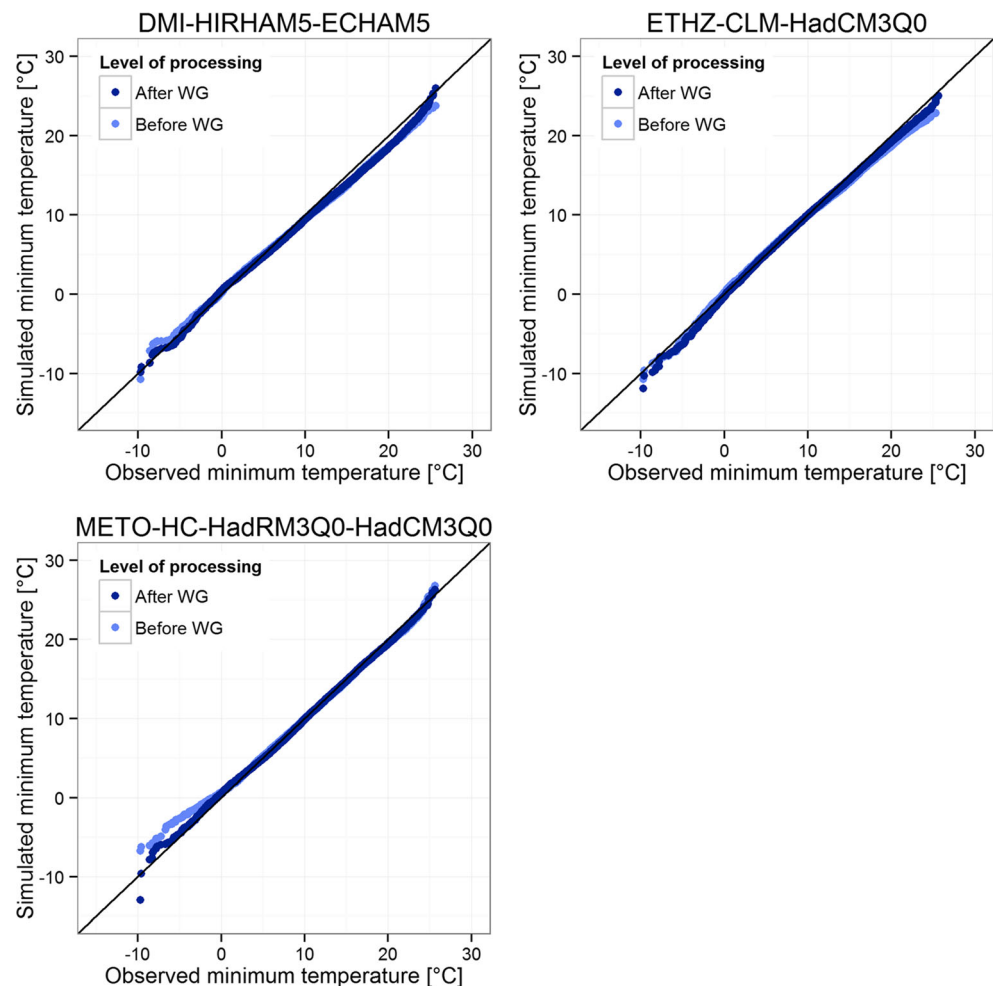 DMI-HIRHAM5-ECHAM5
Simulated minimum temperature [°C]
30
20
10
0
-10
Level of processing
After WG
Before WG
-10 0 10 20 30
Observed minimum temperature [°C]
ETHZ-CLM-HadCM3Q0
Simulated minimum temperature [°C]
30
20
10
0
-10
Level of processing
After WG
Before WG
-10 0 10 20 30
Observed minimum temperature [°C]
METO-HC-HadRM3Q0-HadCM3Q0
Simulated minimum temperature [°C]
30
20
10
0
-10
Level of processing
After WG
Before WG
-10 0 10 20 30
Observed minimum temperature [°C]